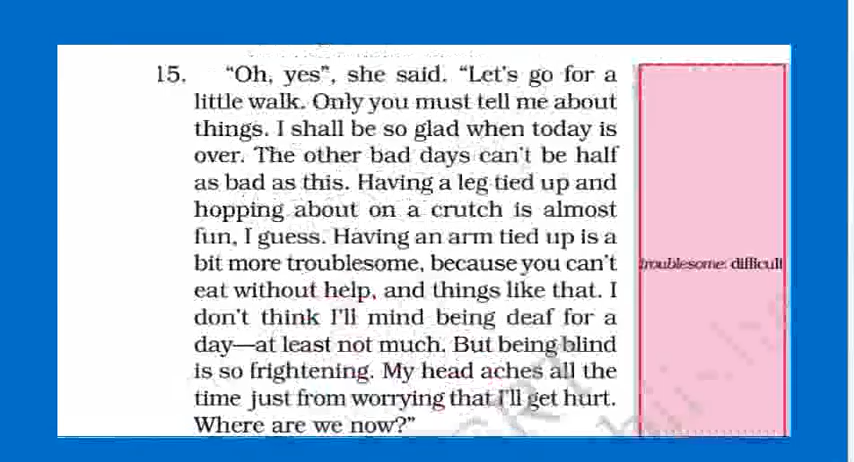 15. “Oh, yes”, she said. “Let’s go for a
little walk. Only you must tell me about
things. I shall be so glad when today is
over. The other bad days can’t be half
as bad as this. Having a leg tied up and
hopping about on a crutch is almost
fun, I guess. Having an arm tied up is a
bit more troublesome, because you can’t
eat without help, and things like that. I
don’t think I’ll mind being deaf for a
day—at least not much. But being blind
is so frightening. My head aches all the
time just from worrying that I’ll get hurt.
Where are we now?”
troublesome: difficult